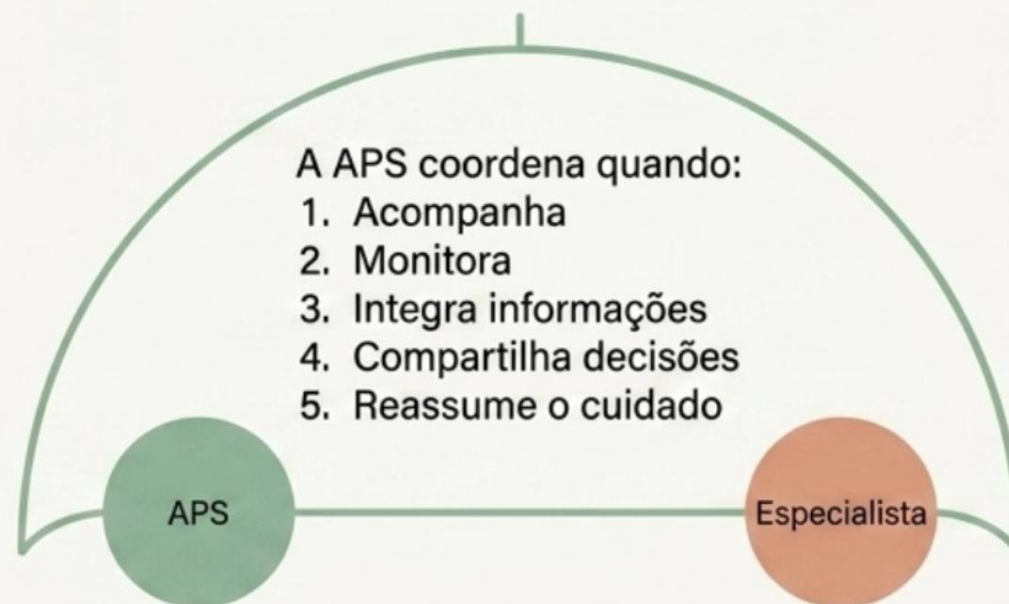 A APS coordena quando:
1. Acompanha
2. Monitora
3. Integra informações
4. Compartilha decisões
5. Reassume o cuidado
APS
Especialista